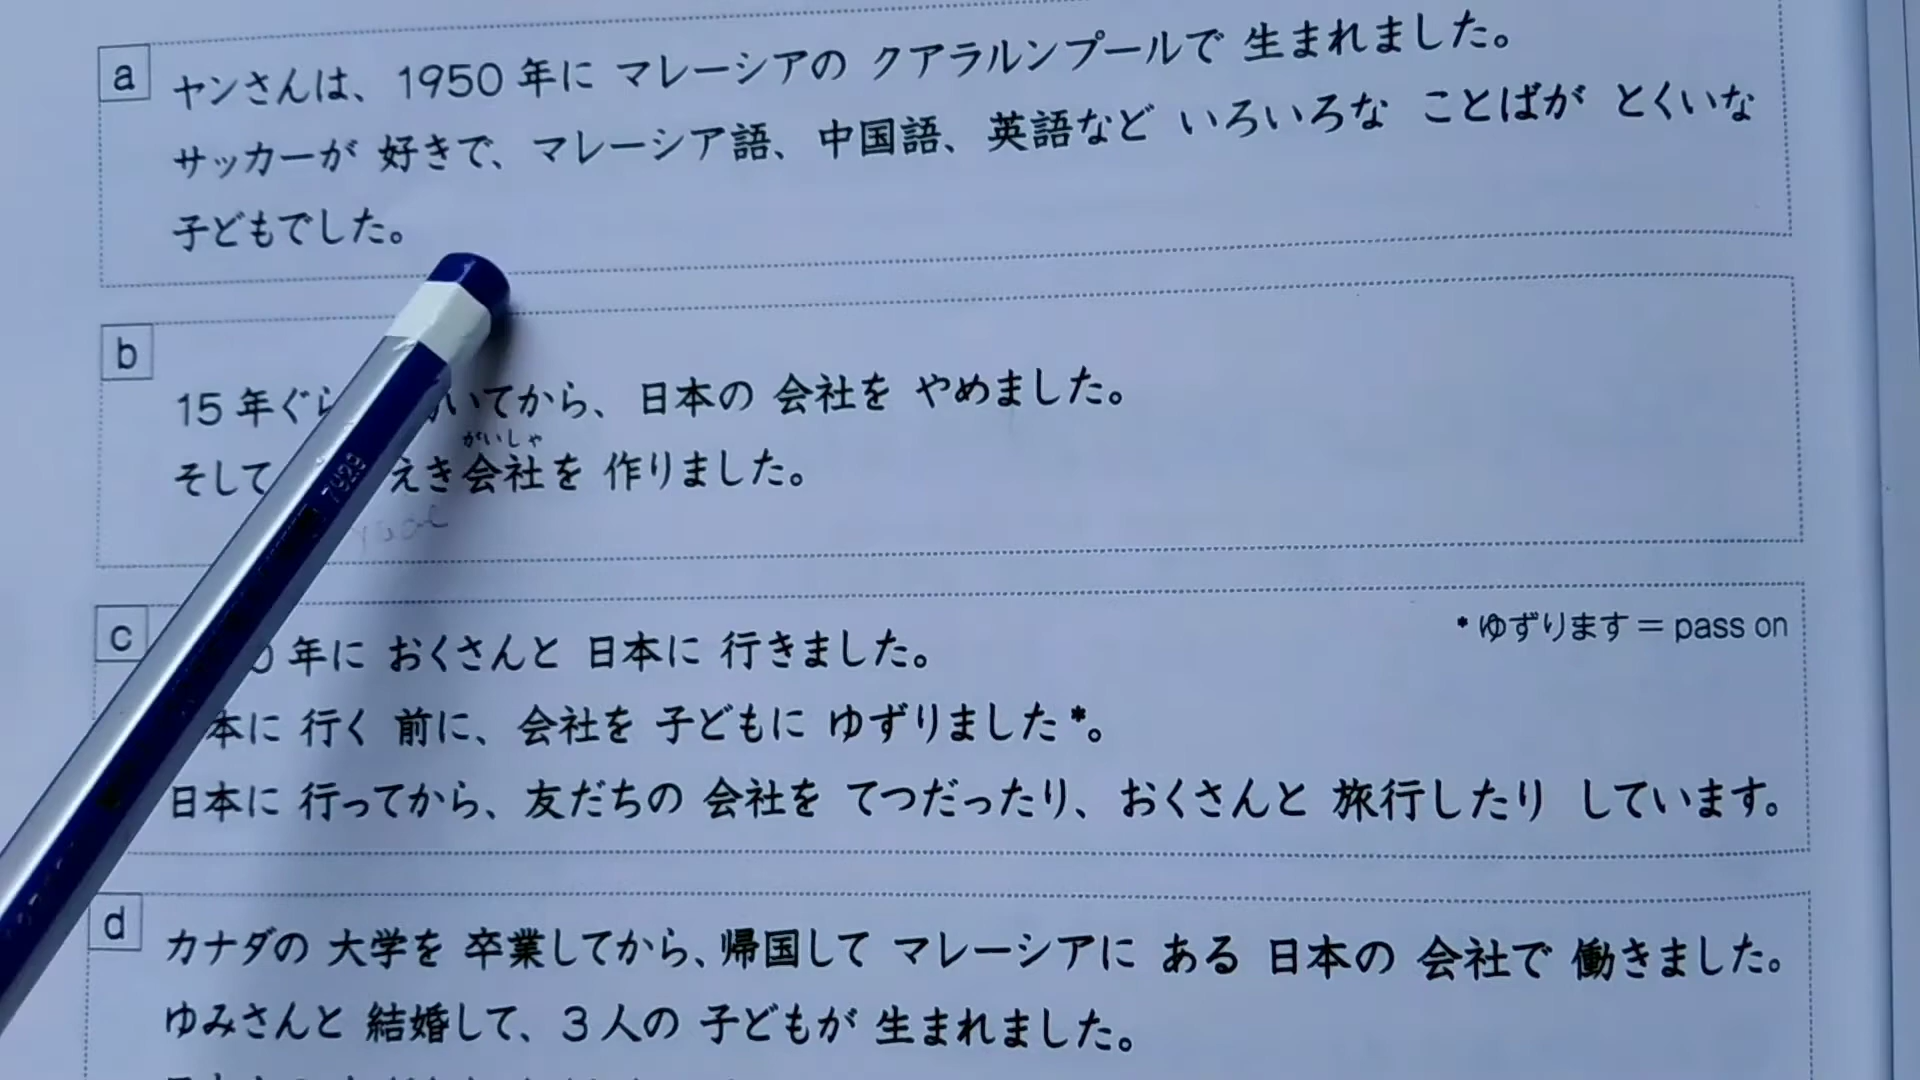 a
ヤンさんは、1950年に マレーシアの クアラルンプールで 生まれました。
サッカーが 好きで、マレーシア語、中国語、英語など いろいろな ことばが とくいな
子どもでした。
b
15年ぐら いてから、日本の 会社を やめました。
がいしゃ
そして えき会社を 作りました。
c
* ゆずります = pass on
0年に おくさんと 日本に 行きました。
本に 行く 前に、会社を 子どもに ゆずりました*。
日本に 行ってから、友だちの 会社を てつだったり、おくさんと 旅行したり しています。
d
カナダの 大学を 卒業してから、帰国して マレーシアに ある 日本の 会社で 働きました。
ゆみさんと 結婚して、3人の 子どもが 生まれました。
7929